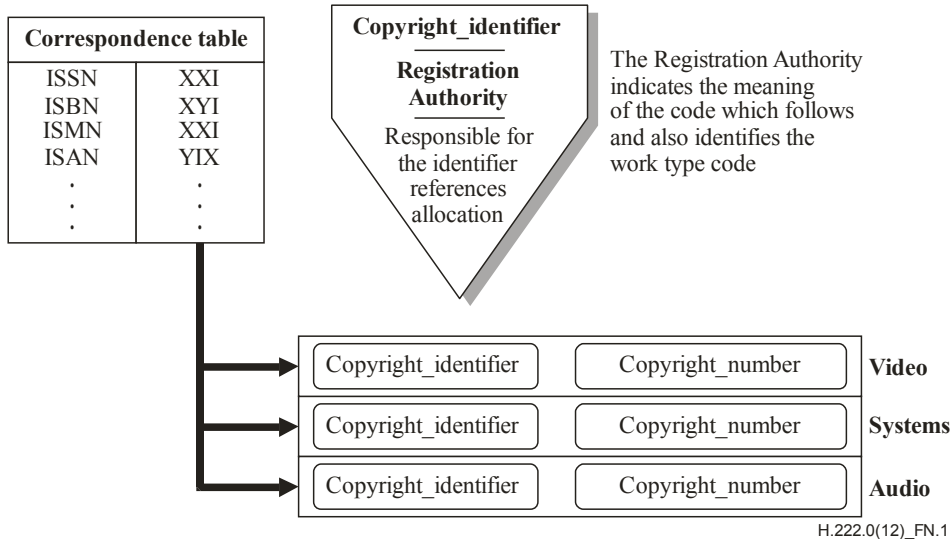 Correspondence table
ISSN XXI
ISBN XYI
ISMN XXI
ISAN YIX
. .
. .
. .
Copyright_identifier
Registration
Authority
Responsible for
the identifier
references
allocation
The Registration Authority
indicates the meaning
of the code which follows
and also identifies the
work type code
Copyright_identifier Copyright_number Video
Copyright_identifier Copyright_number Systems
Copyright_identifier Copyright_number Audio
H.222.0(12)_FN.1